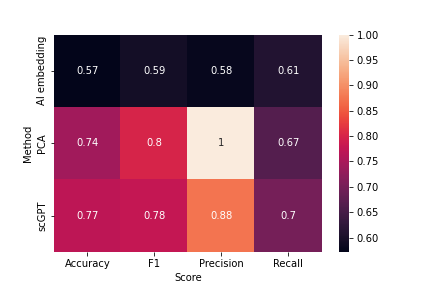 AI embedding
PCA
scGPT
Method
0.57 0.59 0.58 0.61
0.74 0.8 1 0.67
0.77 0.78 0.88 0.7
Accuracy F1 Precision Recall
Score
1.00
0.95
0.90
0.85
0.80
0.75
0.70
0.65
0.60